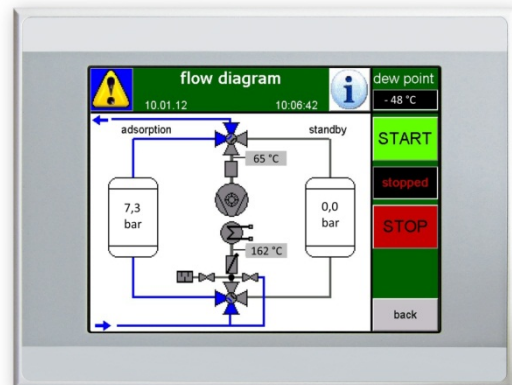 flow diagram
10.01.12 10:06:42
dew point
- 48 °C
adsorption
standby
START
65 °C
stopped
7,3
bar
0,0
bar
STOP
162 °C
back